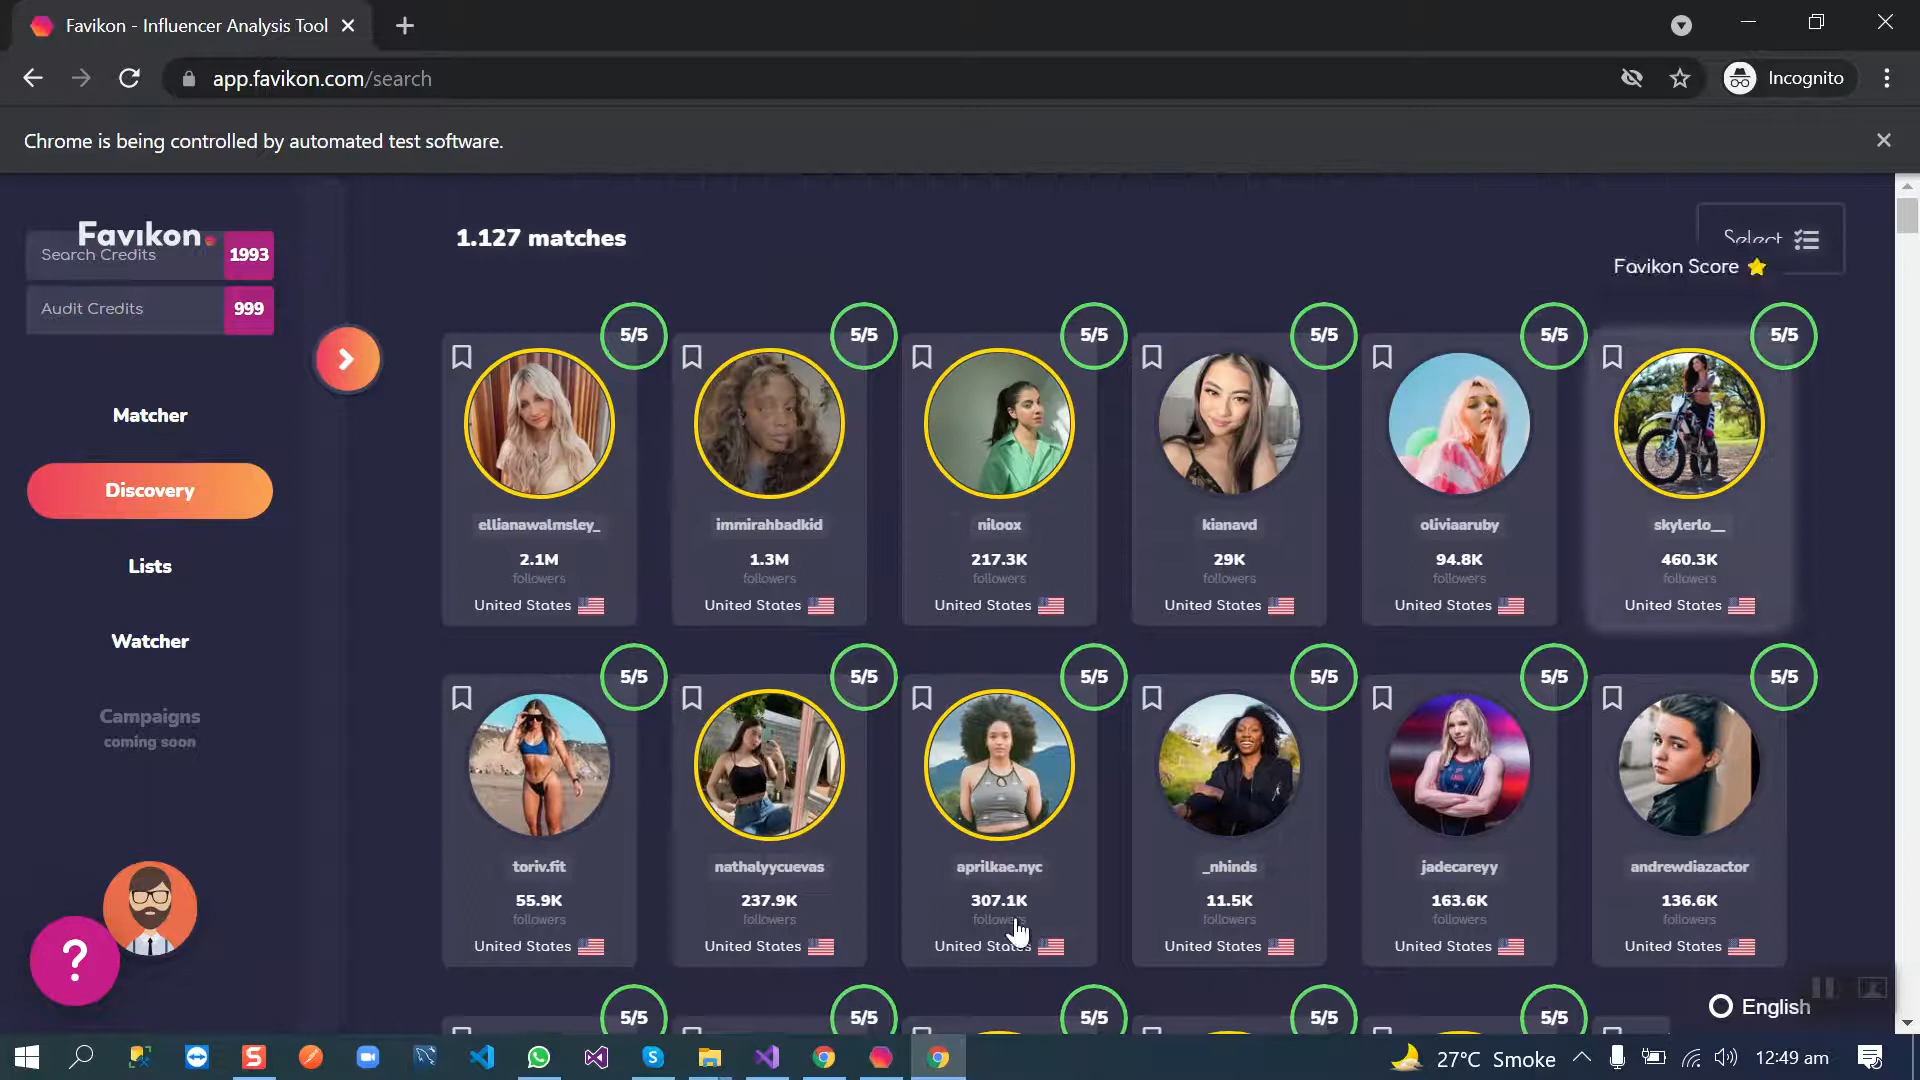 Favikon - Influencer Analysis Tool
app.favikon.com/search
Incognito
Chrome is being controlled by automated test software.
Favikon.
Search Credits 1993
Audit Credits 999
Matcher
Discovery
Lists
Watcher
Campaigns
coming soon
?
1.127 matches
Select
Favikon Score
5/5 5/5 5/5 5/5 5/5 5/5
ellianawalmsley_ immirahbadkid niloox kianavd oliviaaruby skylerlo__
2.1M 1.3M 217.3K 29K 94.8K 460.3K
followers followers followers followers followers followers
United States United States United States United States United States United States
5/5 5/5 5/5 5/5 5/5 5/5
toriv.fit nathalyycuevas aprilkae.nyc _nhinds jadecareyy andrewdiazactor
55.9K 237.9K 307.1K 11.5K 163.6K 136.6K
followers followers followers followers followers followers
United States United States United States United States United States United States
5/5 5/5 5/5 5/5 5/5
English
27°C Smoke 12:49 am